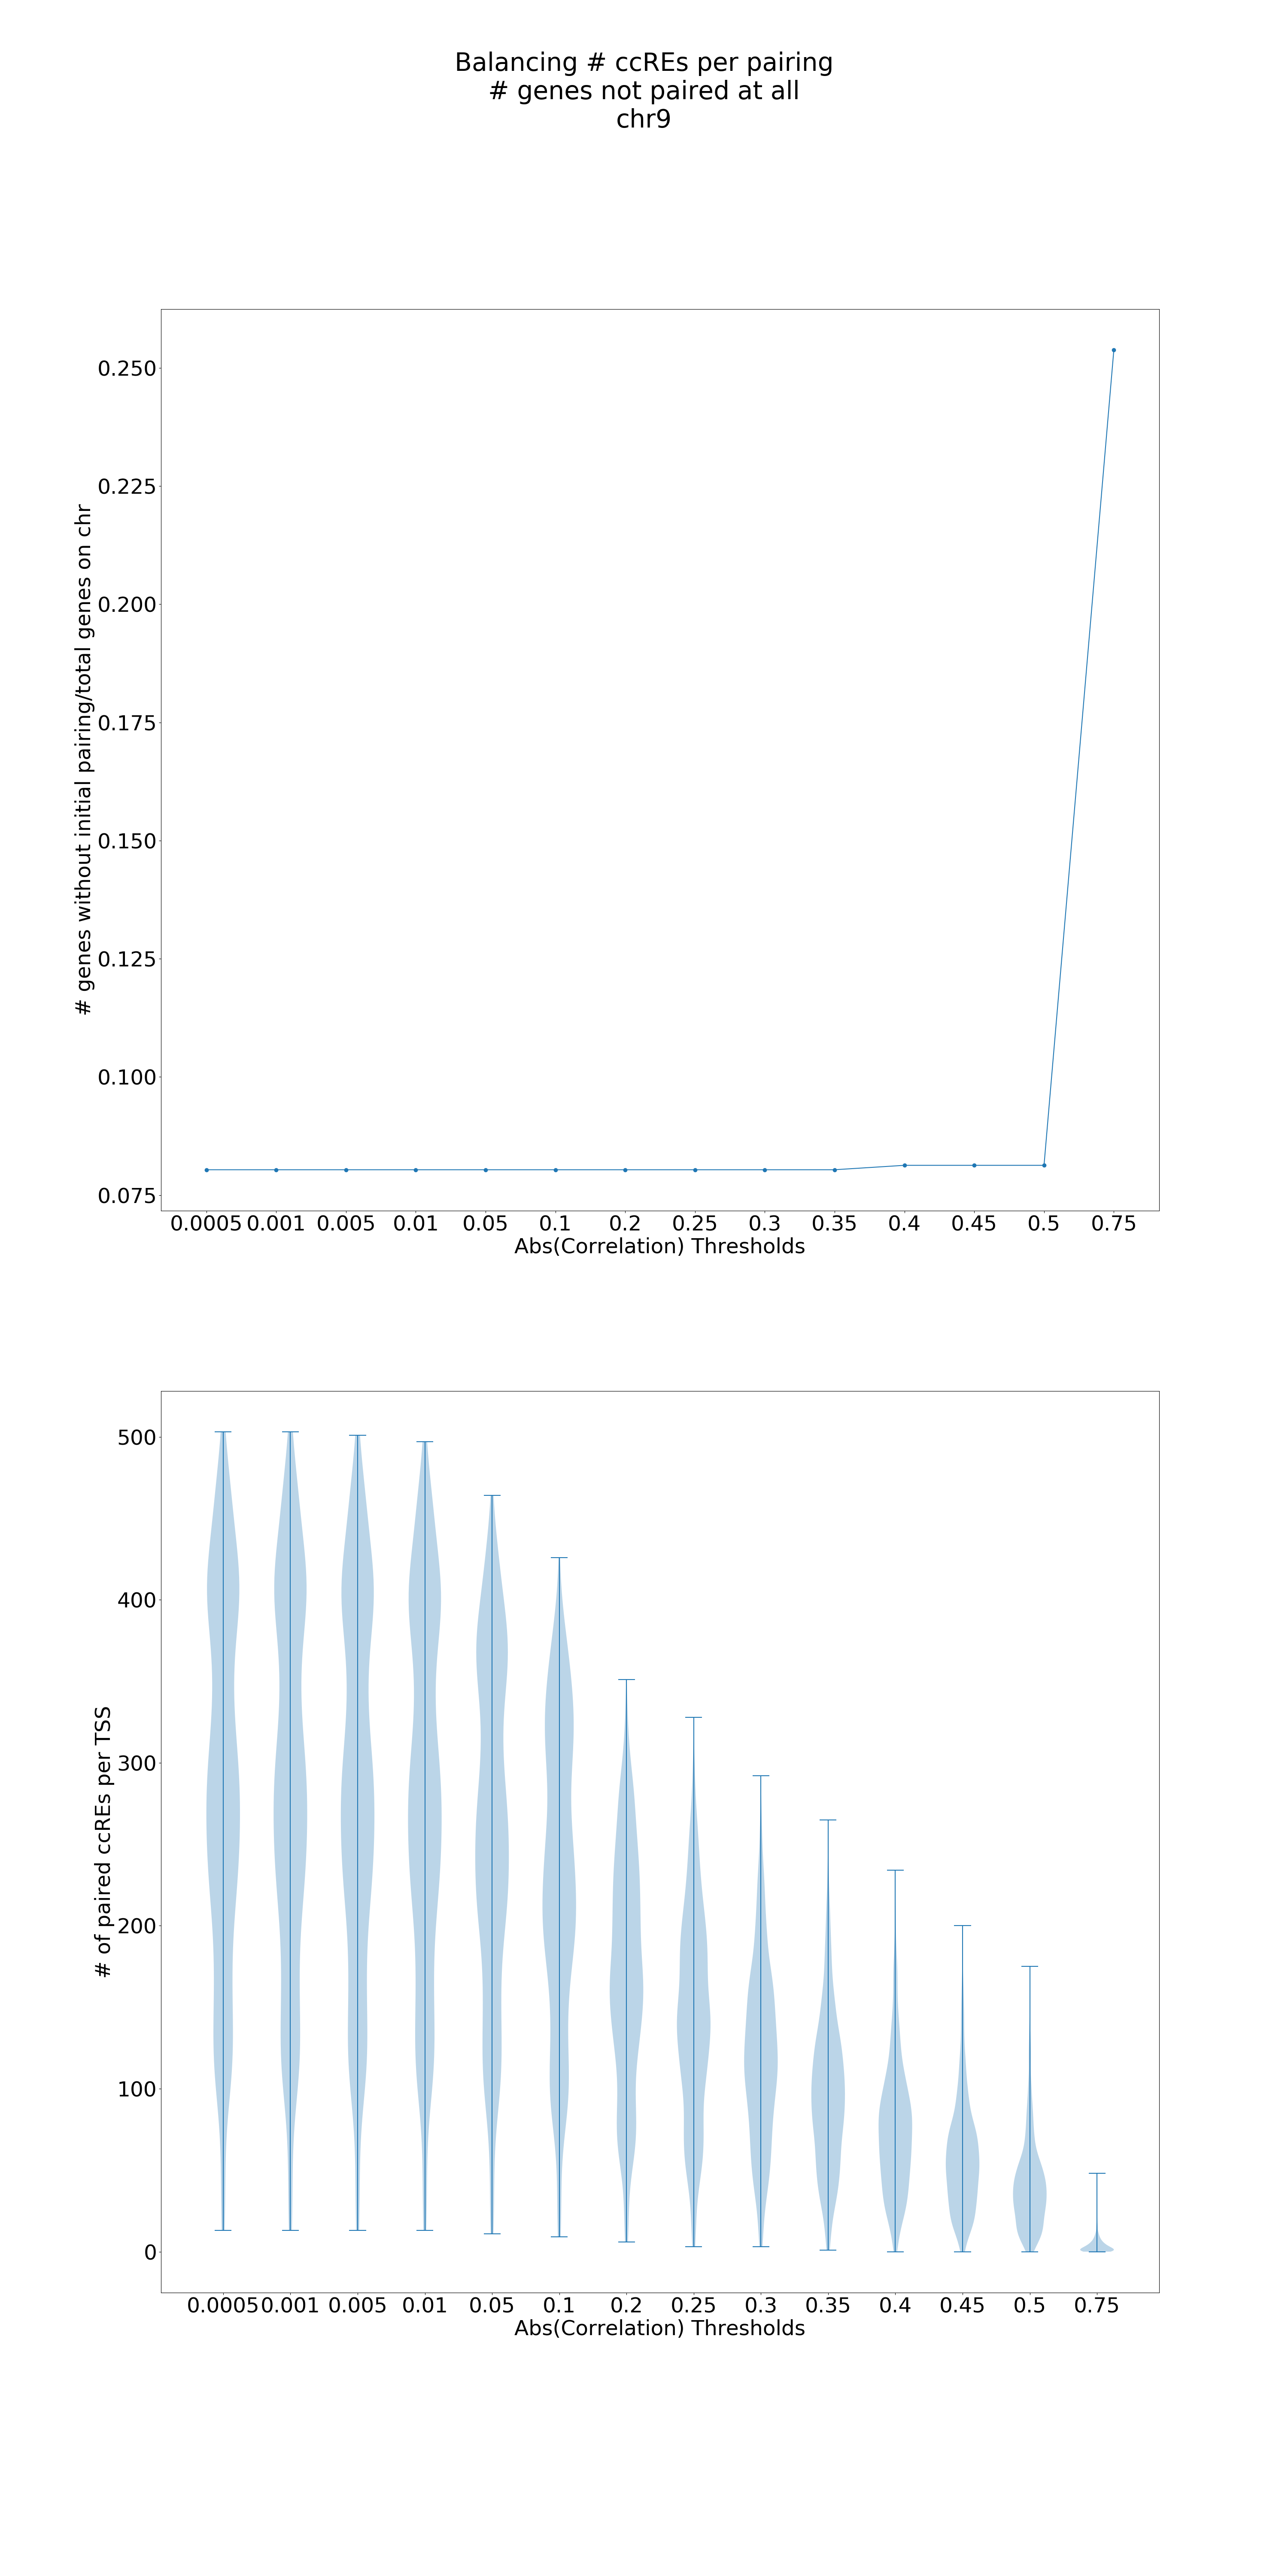 Balancing # ccREs per pairing
# genes not paired at all
chr9
# genes without initial pairing/total genes on chr
0.250
0.225
0.200
0.175
0.150
0.125
0.100
0.075
0.0005 0.001 0.005 0.01 0.05 0.1 0.2 0.25 0.3 0.35 0.4 0.45 0.5 0.75
Abs(Correlation) Thresholds
# of paired ccREs per TSS
500
400
300
200
100
0
0.0005 0.001 0.005 0.01 0.05 0.1 0.2 0.25 0.3 0.35 0.4 0.45 0.5 0.75
Abs(Correlation) Thresholds